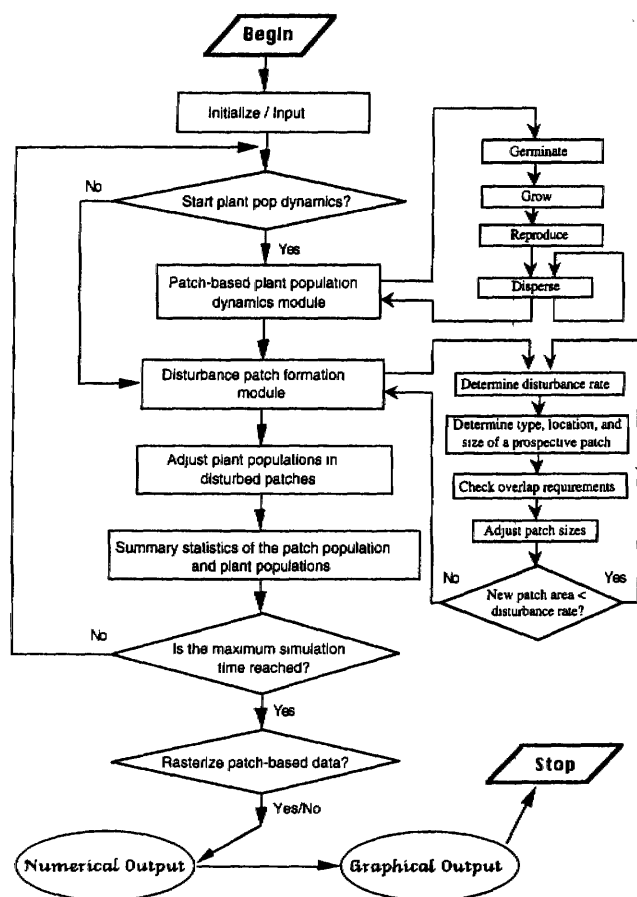 Begin
Initialize / Input
No
Start plant pop dynamics?
Yes
Patch-based plant population
dynamics module
Disturbance patch formation
module
Adjust plant populations in
disturbed patches
Summary statistics of the patch population
and plant populations
No
Is the maximum simulation
time reached?
Yes
Rasterize patch-based data?
Yes/No
Numerical Output
Graphical Output
Stop
Germinate
Grow
Reproduce
Disperse
Determine disturbance rate
Determine type, location, and
size of a prospective patch
Check overlap requirements
Adjust patch sizes
No
Yes
New patch area <
disturbance rate?